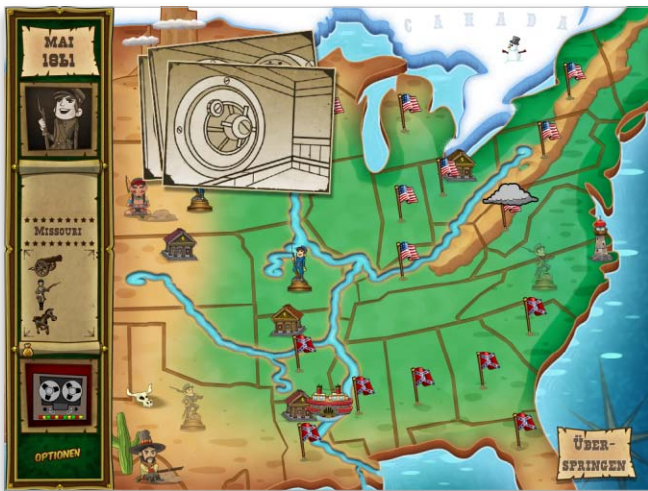 MAI
1861
CANADA
MISSOURI
OPTIONEN
ÜBER-
SPRINGEN